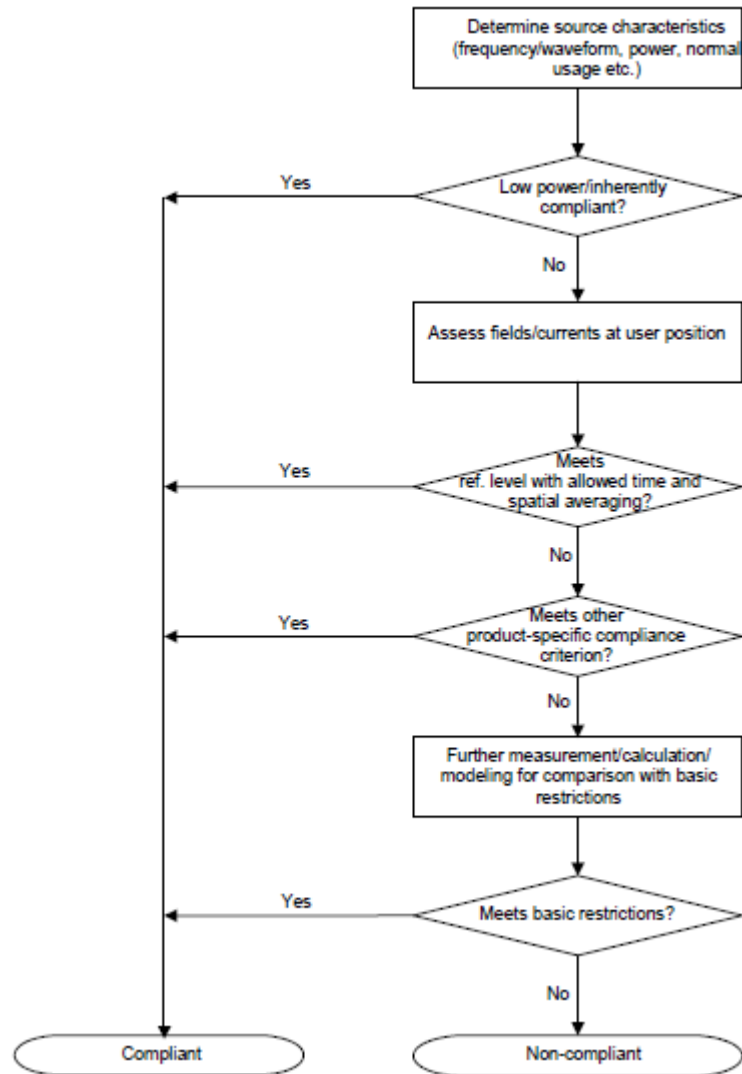 Determine source characteristics
(frequency/waveform, power, normal
usage etc.)
Yes
Low power/inherently
compliant?
No
Assess fields/currents at user position
Yes
Meets
ref. level with allowed time and
spatial averaging?
No
Yes
Meets other
product-specific compliance
criterion?
No
Further measurement/calculation/
modeling for comparison with basic
restrictions
Yes
Meets basic restrictions?
No
Compliant
Non-compliant